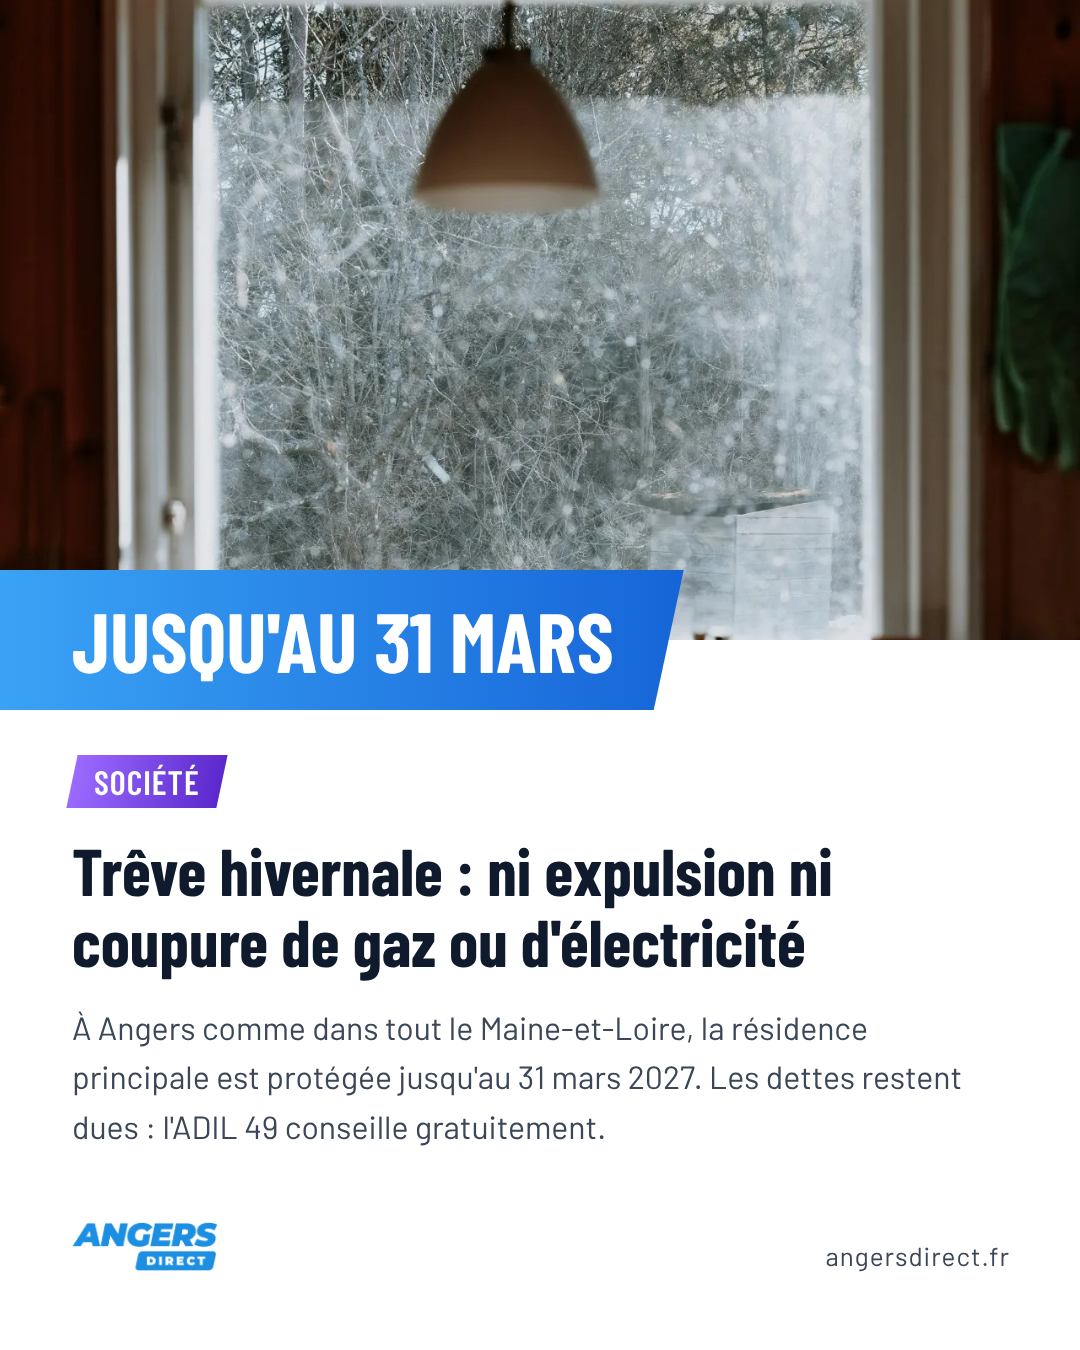 JUSQU'AU 31 MARS
SOCIÉTÉ
Trêve hivernale : ni expulsion ni
coupure de gaz ou d'électricité
À Angers comme dans tout le Maine-et-Loire, la résidence
principale est protégée jusqu'au 31 mars 2027. Les dettes restent
dues : l'ADIL 49 conseille gratuitement.
ANGERS
DIRECT
angersdirect.fr